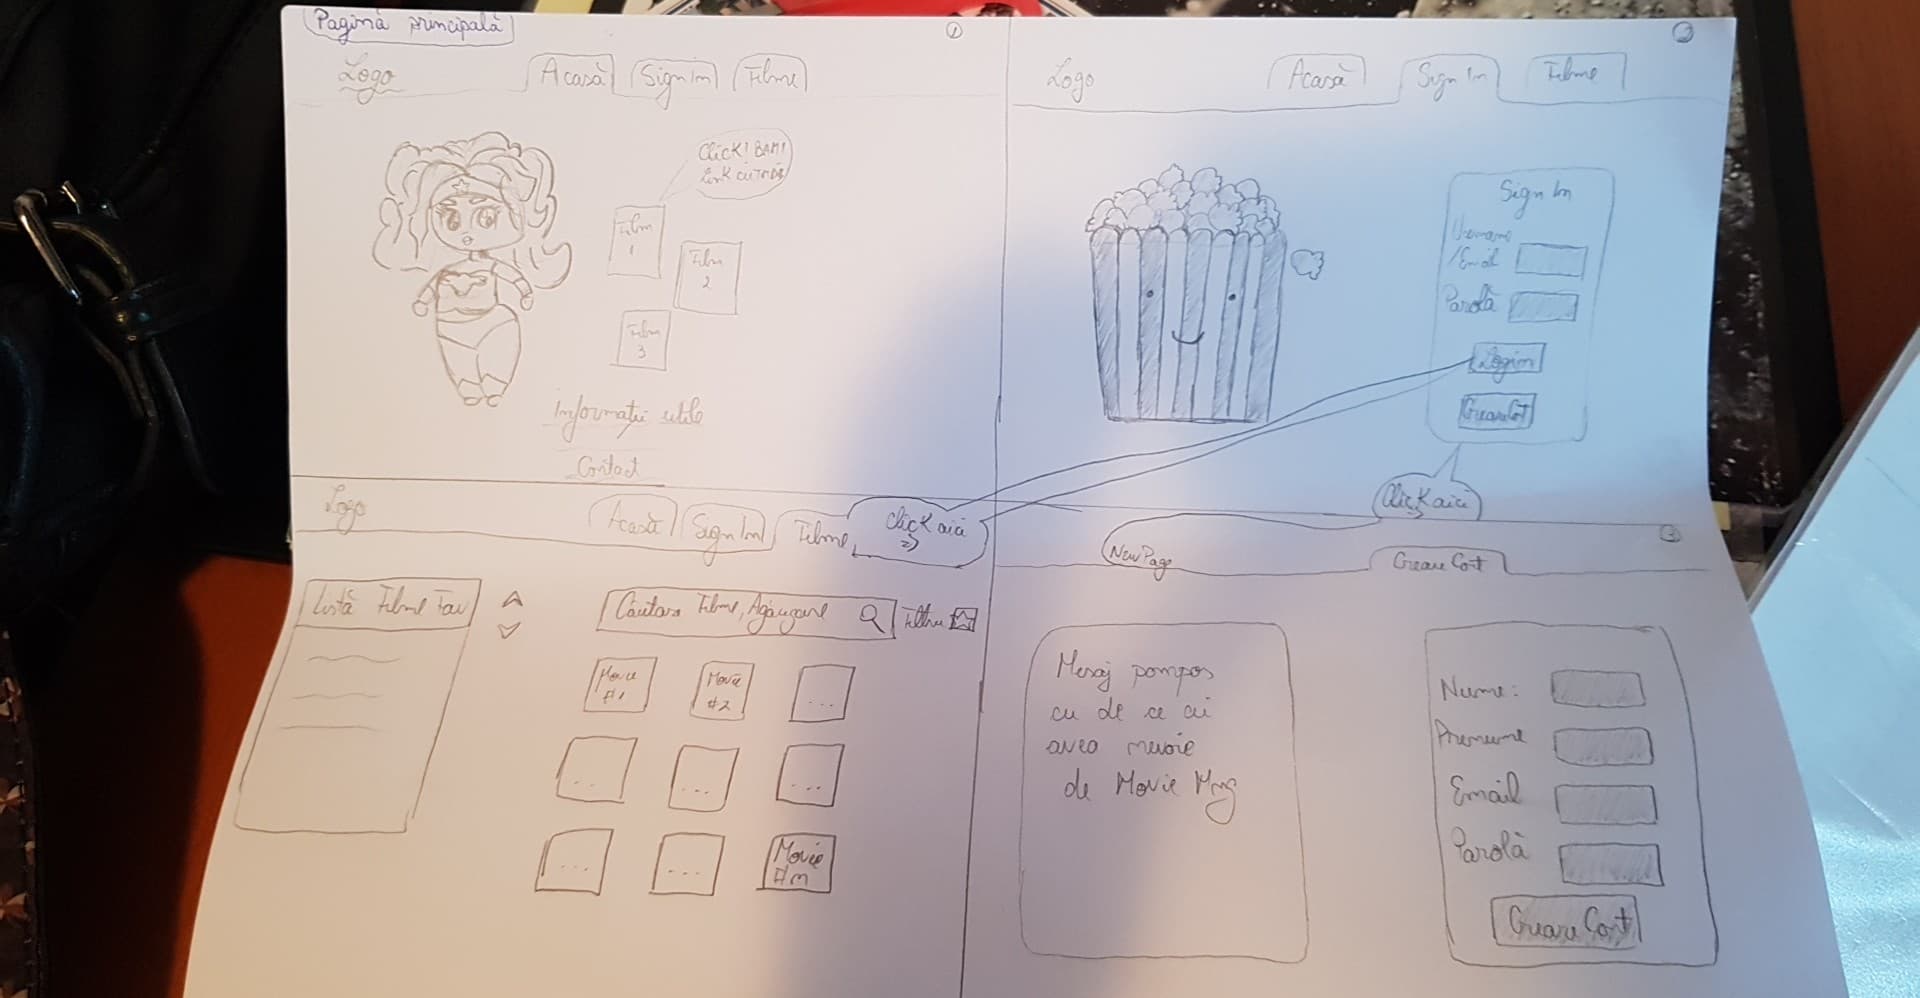 Pagină principală
1
Logo
Acasă
Sign In
Filme
Click! BAM!
Link
Film
1
Film
2
Film
3
Informații utile
Contact
2
Logo
Acasă
Sign In
Filme
Sign In
Username
/Email
Parolă
Login
Creare Cont
Click aici
Logo
Acasă
Sign In
Filme
Click aici
=>
Listă Filme Fav
Căutare Filme, Adăugare
Filtru
Movie
#1
Movie
#2
...
...
...
...
...
...
Movie
#n
3
New Page
Creare Cont
Mesaj pompos
cu de ce ai
avea nevoie
de Movie Mng
Nume:
Prenume
Email
Parolă
Creare Cont